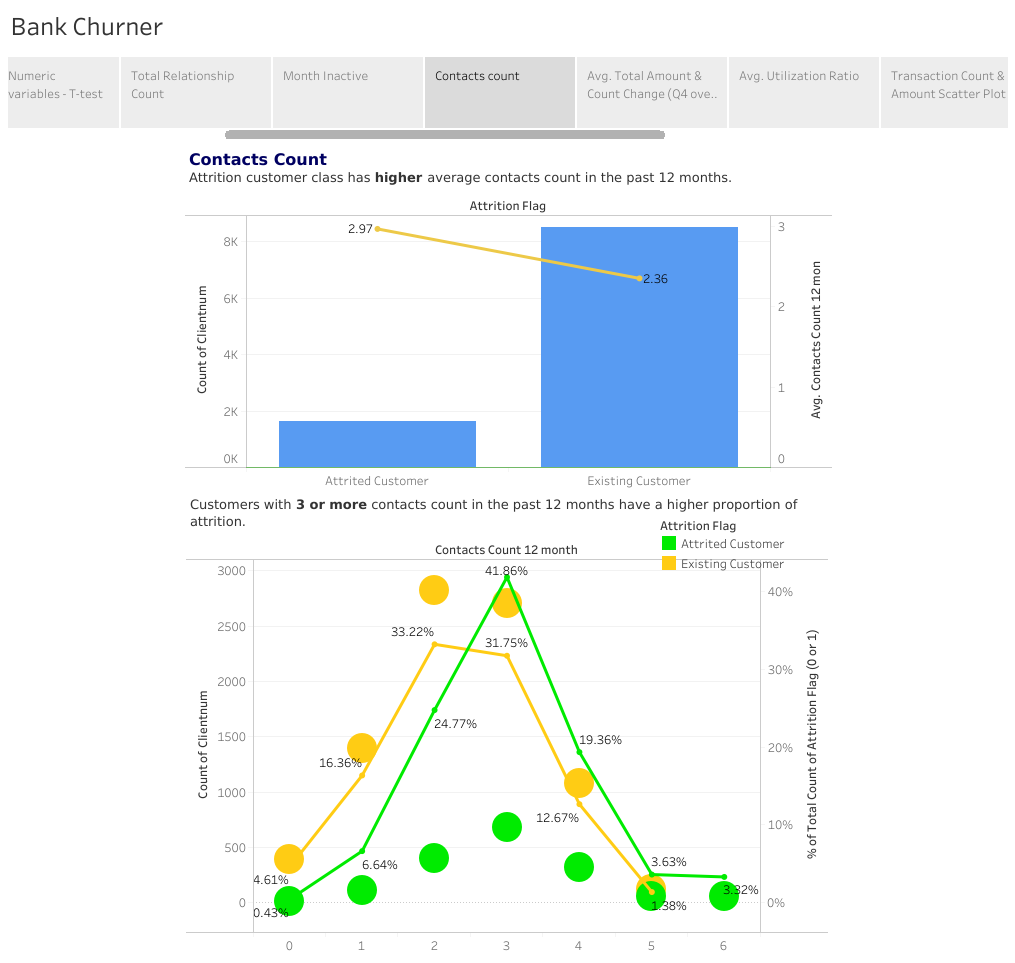 Bank Churner
Numeric
variables - T-test
Total Relationship
Count
Month Inactive
Contacts count
Avg. Total Amount &
Count Change (Q4 ove..
Avg. Utilization Ratio
Transaction Count &
Amount Scatter Plot
Contacts Count
Attrition customer class has higher average contacts count in the past 12 months.
Attrition Flag
8K
6K
4K
2K
0K
Count of Clientnum
2.97
2.36
3
2
1
0
Avg. Contacts Count 12 mon
Attrited Customer
Existing Customer
Customers with 3 or more contacts count in the past 12 months have a higher proportion of
attrition.
Attrition Flag
Attrited Customer
Existing Customer
Contacts Count 12 month
3000
2500
2000
1500
1000
500
0
Count of Clientnum
41.86%
33.22%
31.75%
24.77%
19.36%
16.36%
12.67%
6.64%
3.63%
4.61%
3.32%
1.38%
0.43%
40%
30%
20%
10%
0%
% of Total Count of Attrition Flag (0 or 1)
0
1
2
3
4
5
6